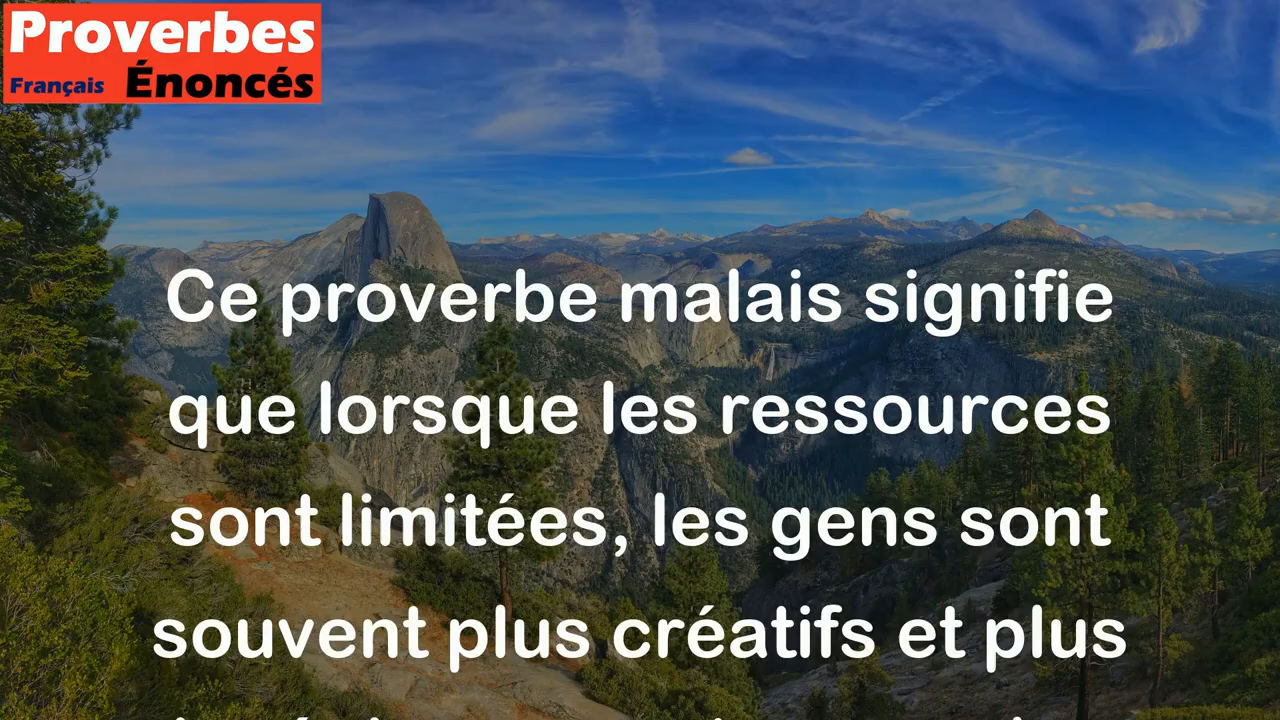 Proverbes
Français Énoncés
Ce proverbe malais signifie
que lorsque les ressources
sont limitées, les gens sont
souvent plus créatifs et plus